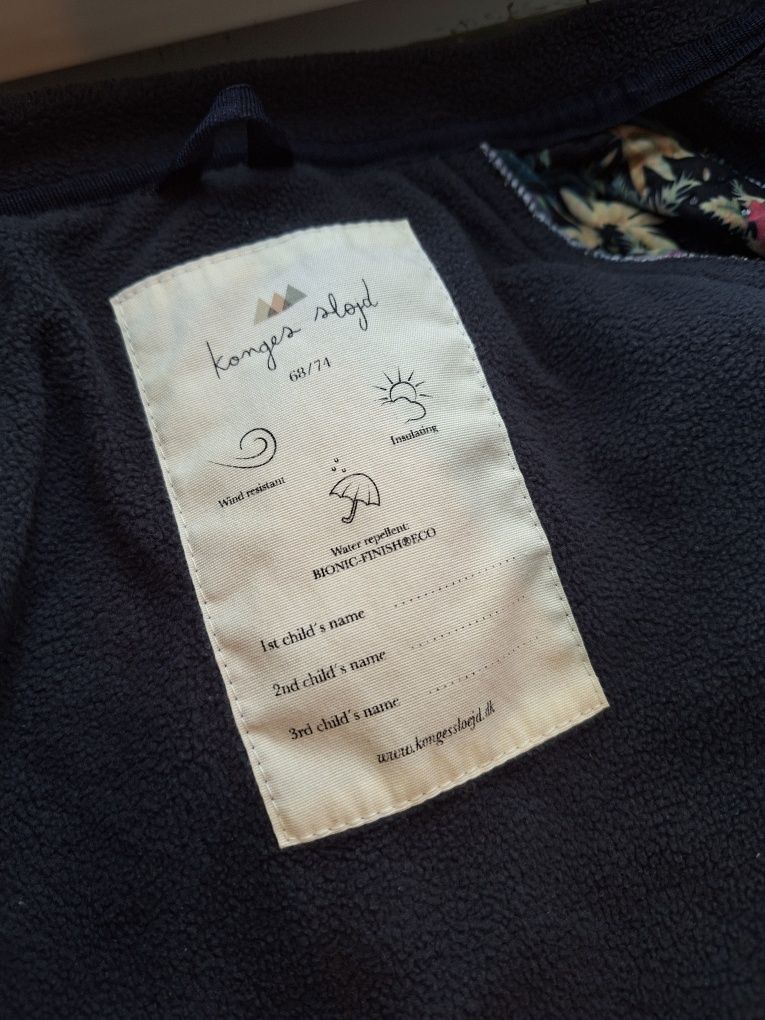 konges sløjd
68/74
Insulating
Wind resistant
Water repellent:
BIONIC-FINISH®ECO
1st child´s name ....................
2nd child´s name ....................
3rd child´s name ....................
www.kongessloejd.dk